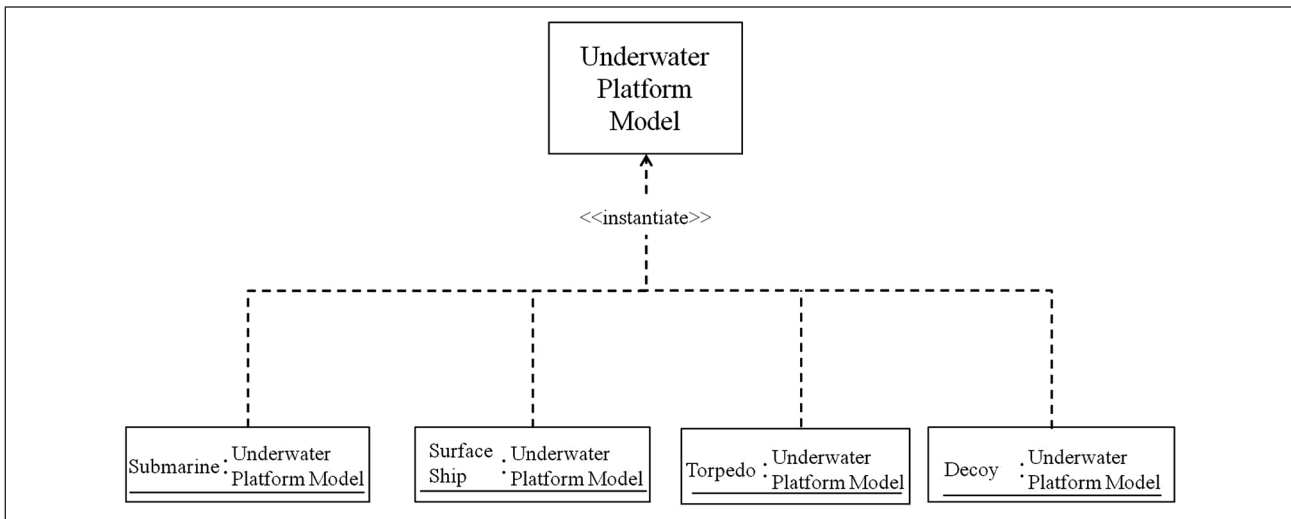 Underwater
Platform
Model
<<instantiate>>
Submarine : Underwater
Platform Model
Surface
Ship : Underwater
Platform Model
Torpedo : Underwater
Platform Model
Decoy : Underwater
Platform Model